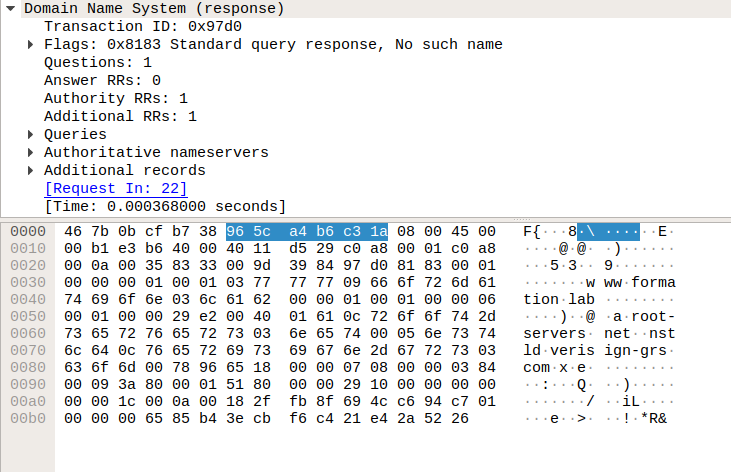 Domain Name System (response)
Transaction ID: 0x97d0
Flags: 0x8183 Standard query response, No such name
Questions: 1
Answer RRs: 0
Authority RRs: 1
Additional RRs: 1
Queries
Authoritative nameservers
Additional records
[Request In: 22]
[Time: 0.000368000 seconds]
0000 46 7b 0b cf b7 38 96 5c a4 b6 c3 1a 08 00 45 00 F{···8·\ ······E·
0010 00 b1 e3 b6 40 00 40 11 d5 29 c0 a8 00 01 c0 a8 ····@·@· ·)······
0020 00 0a 00 35 83 33 00 9d 39 84 97 d0 81 83 00 01 ···5·3·· 9·······
0030 00 00 00 01 00 01 03 77 77 77 09 66 6f 72 6d 61 ·······w ww·forma
0040 74 69 6f 6e 03 6c 61 62 00 00 01 00 01 00 00 06 tion·lab ········
0050 00 01 00 00 29 e2 00 40 01 61 0c 72 6f 6f 74 2d ····)··@ ·a·root-
0060 73 65 72 76 65 72 73 03 6e 65 74 00 05 6e 73 74 servers· net··nst
0070 6c 64 0c 76 65 72 69 73 69 67 6e 2d 67 72 73 03 ld·veris ign-grs·
0080 63 6f 6d 00 78 96 65 18 00 00 07 08 00 00 03 84 com·x·e· ········
0090 00 09 3a 80 00 01 51 80 00 00 29 10 00 00 00 00 ··:···Q· ··)·····
00a0 00 00 1c 00 0a 00 18 2f fb 8f 69 4c c6 94 c7 01 ·······/ ··iL····
00b0 00 00 00 65 85 b4 3e cb f6 c4 21 e4 2a 52 26 ···e··>· ··!·*R&